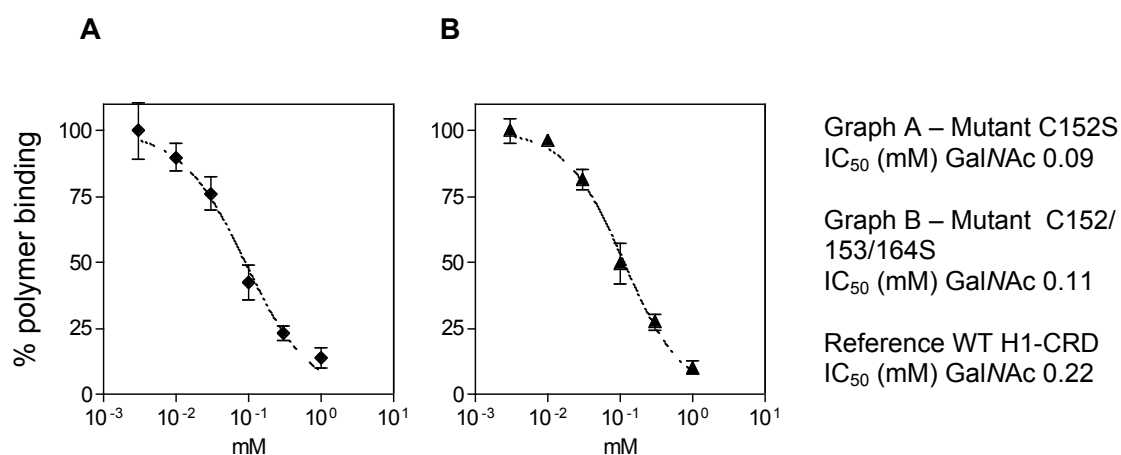 A
B
% polymer binding
100
75
50
25
0
10⁻³
10⁻²
10⁻¹
10⁰
10¹
mM
10⁻³
10⁻²
10⁻¹
10⁰
10¹
mM
100
75
50
25
0
Graph A – Mutant C152S
IC₅₀ (mM) GalNAc 0.09
Graph B – Mutant C152/
153/164S
IC₅₀ (mM) GalNAc 0.11
Reference WT H1-CRD
IC₅₀ (mM) GalNAc 0.22